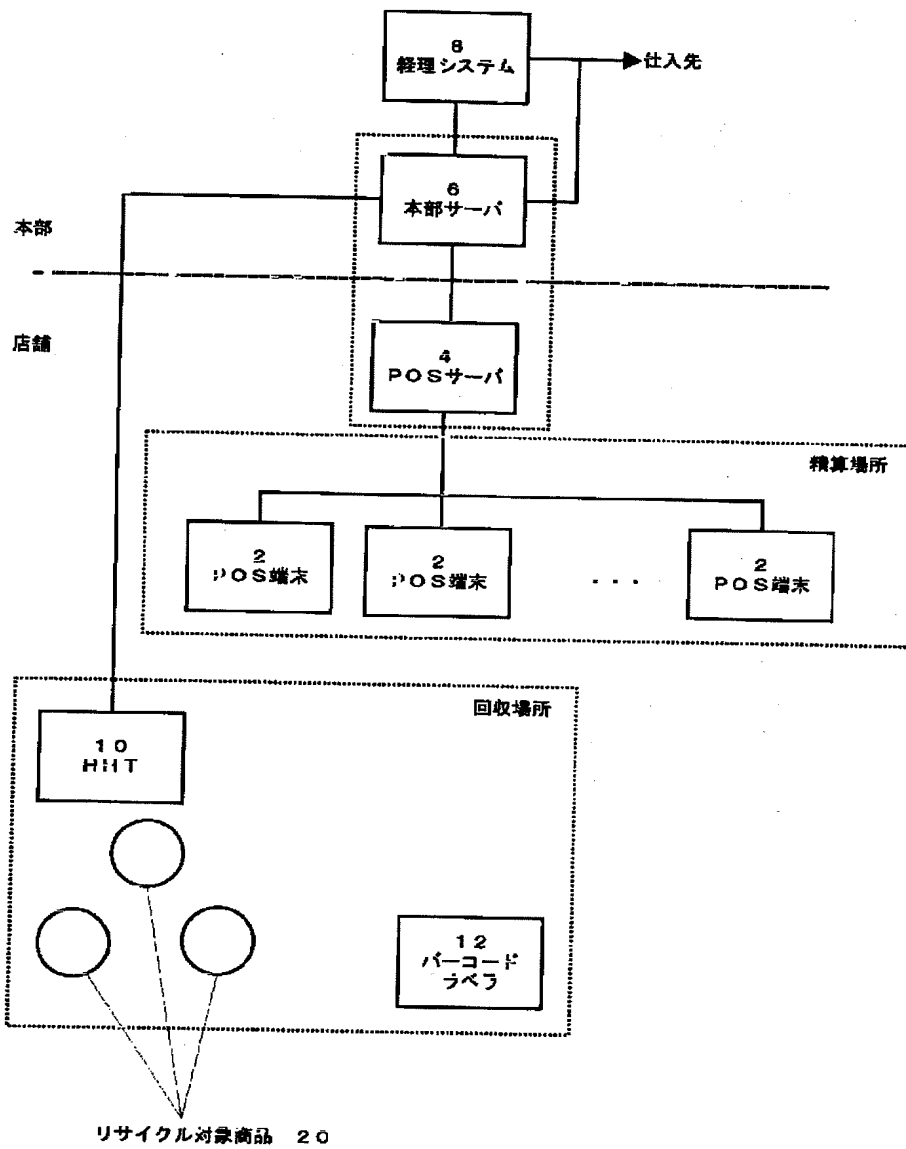 8
経理システム
仕入先
6
本部サーバ
本部
店舗
4
POSサーバ
精算場所
2
POS端末
2
POS端末
・・・
2
POS端末
回収場所
10
HHT
12
バーコード
ラベラ
リサイクル対象商品 20